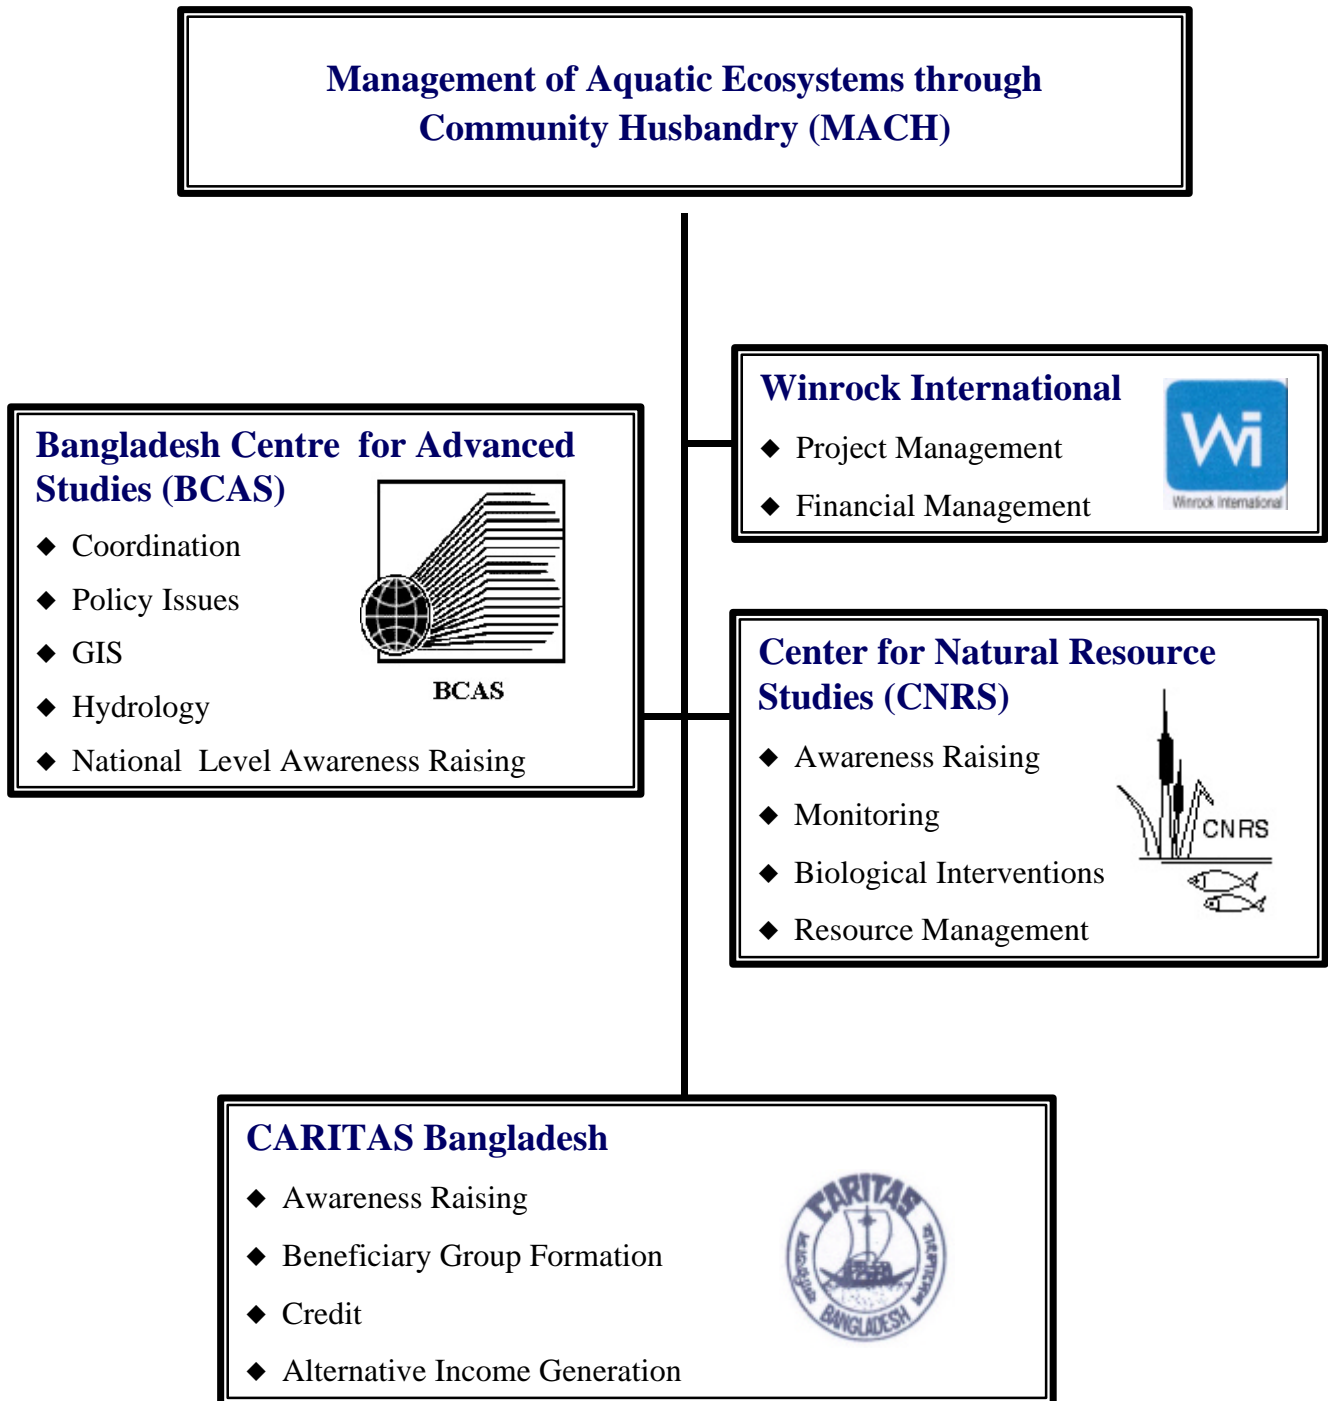 Management of Aquatic Ecosystems through
Community Husbandry (MACH)
Winrock International
◆ Project Management
◆ Financial Management
Wi
Winrock International
Bangladesh Centre for Advanced
Studies (BCAS)
◆ Coordination
◆ Policy Issues
◆ GIS
◆ Hydrology
◆ National Level Awareness Raising
BCAS
Center for Natural Resource
Studies (CNRS)
◆ Awareness Raising
◆ Monitoring
◆ Biological Interventions
◆ Resource Management
CNRS
CARITAS Bangladesh
◆ Awareness Raising
◆ Beneficiary Group Formation
◆ Credit
◆ Alternative Income Generation
CARITAS
BANGLADESH